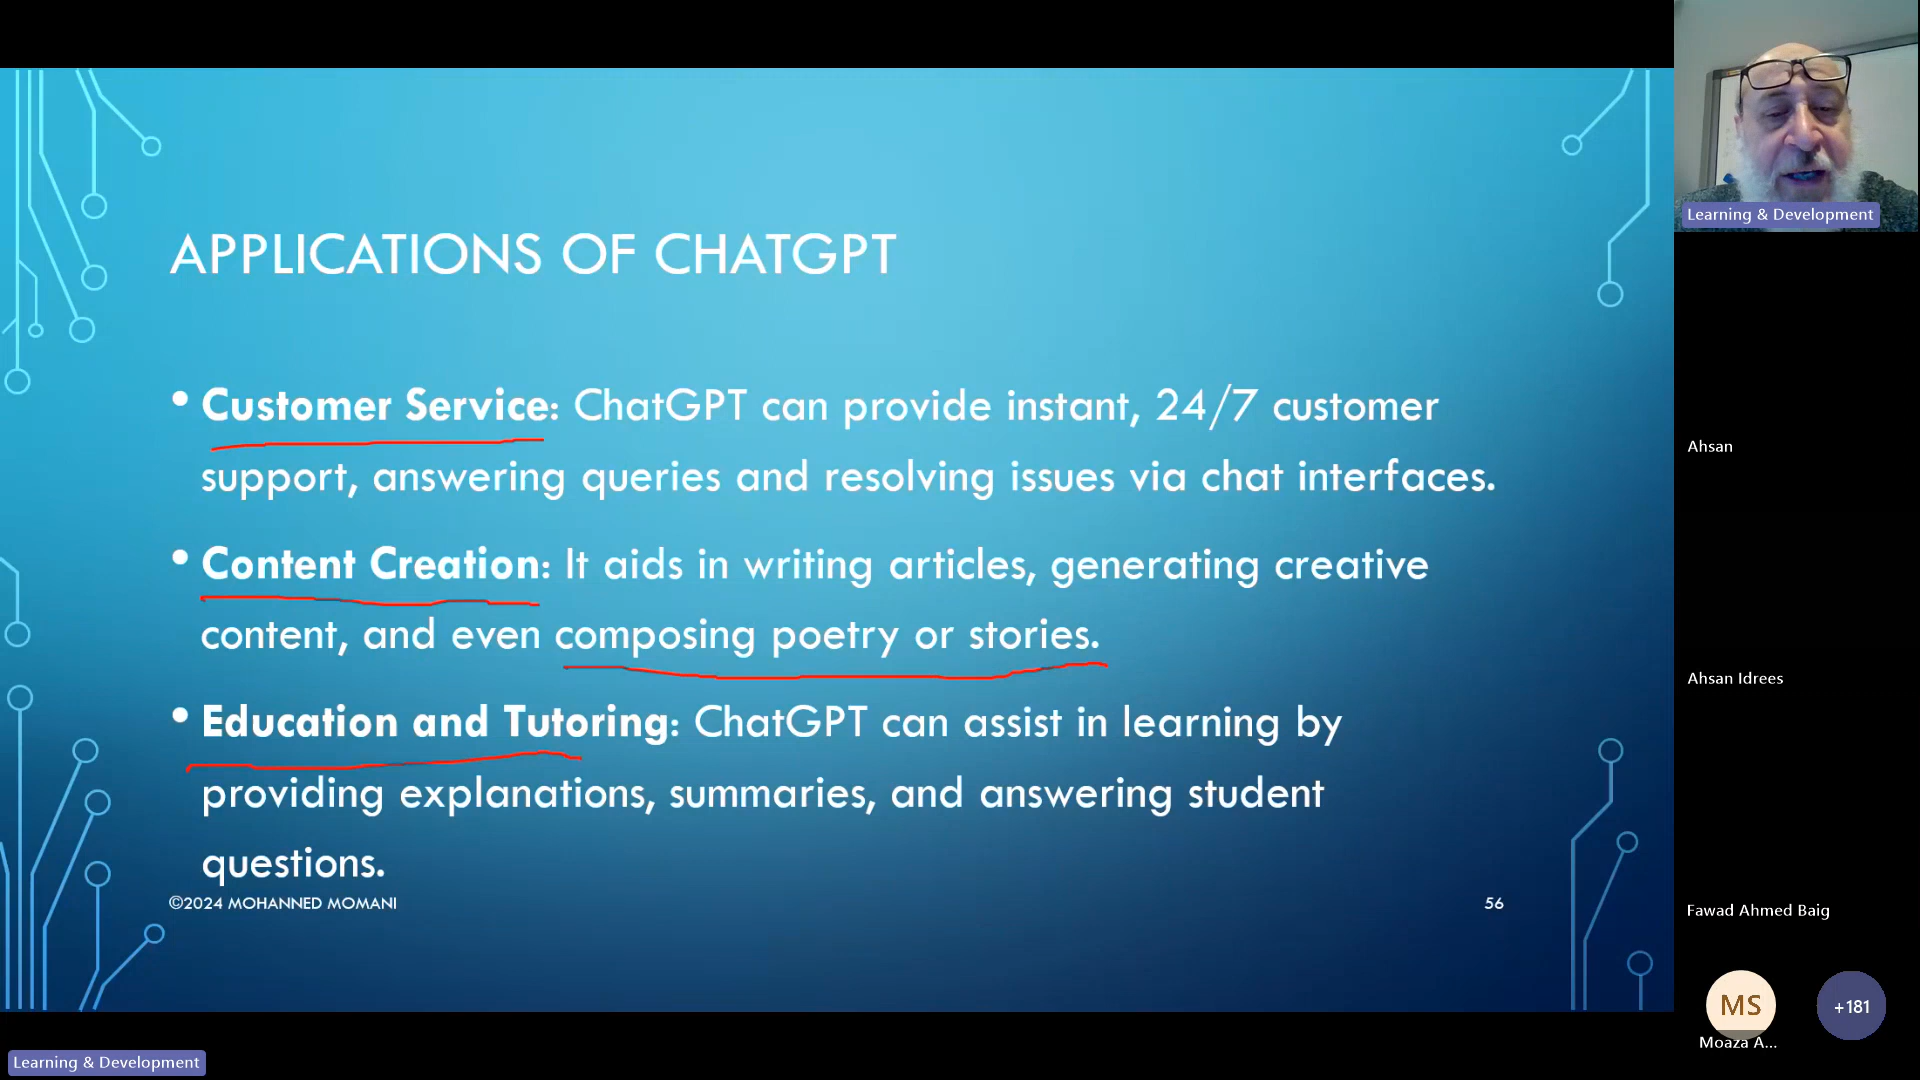 APPLICATIONS OF CHATGPT
• Customer Service: ChatGPT can provide instant, 24/7 customer
support, answering queries and resolving issues via chat interfaces.
• Content Creation: It aids in writing articles, generating creative
content, and even composing poetry or stories.
• Education and Tutoring: ChatGPT can assist in learning by
providing explanations, summaries, and answering student
questions.
©2024 MOHANNED MOMANI
56
Learning & Development
Learning & Development
Ahsan
Ahsan Idrees
Fawad Ahmed Baig
MS
+181
Moaza A...